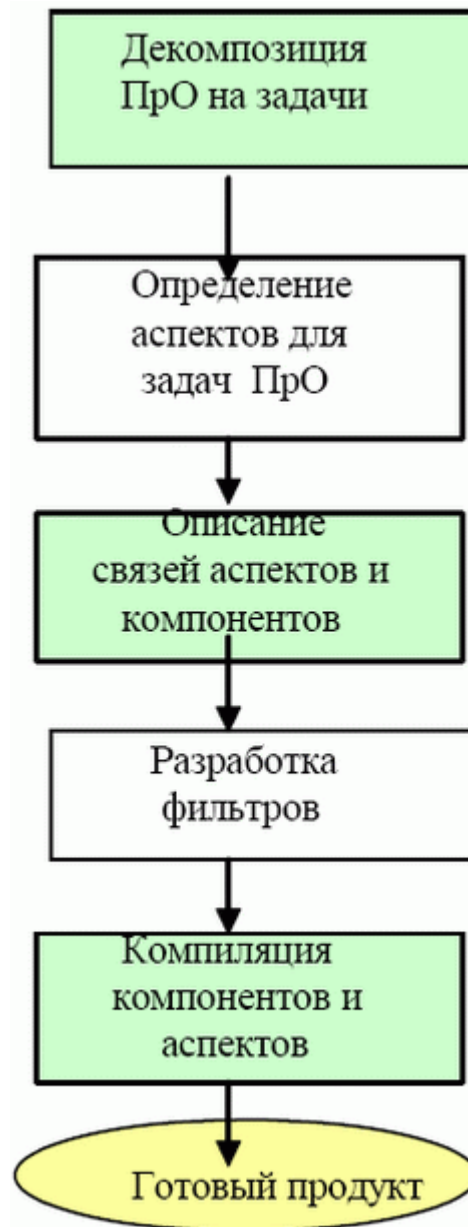 Декомпозиция
ПрО на задачи
Определение
аспектов для
задач ПрО
Описание
связей аспектов и
компонентов
Разработка
фильтров
Компиляция
компонентов и
аспектов
Готовый продукт